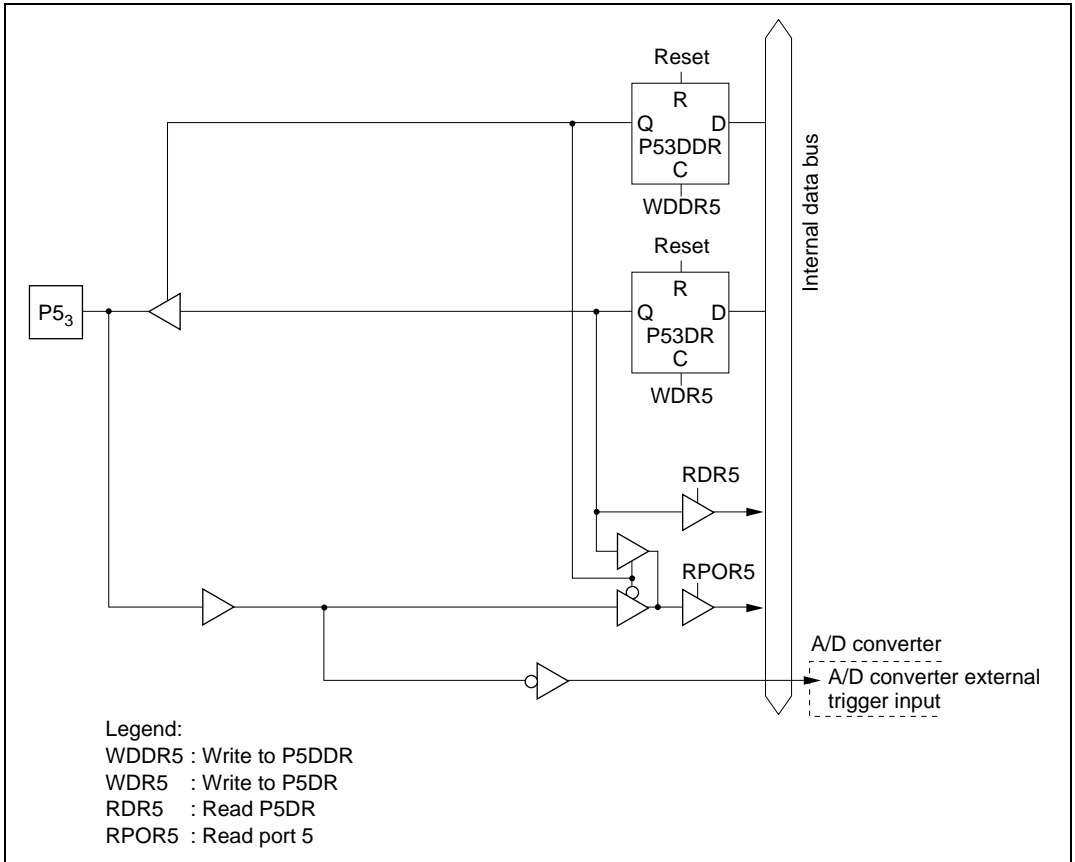 Reset
R
Q D
P53DDR
C
WDDR5
Reset
R
Q D
P53DR
C
WDR5
Internal data bus
P5₃
RDR5
RPOR5
A/D converter
A/D converter external
trigger input
Legend:
WDDR5 : Write to P5DDR
WDR5 : Write to P5DR
RDR5 : Read P5DR
RPOR5 : Read port 5